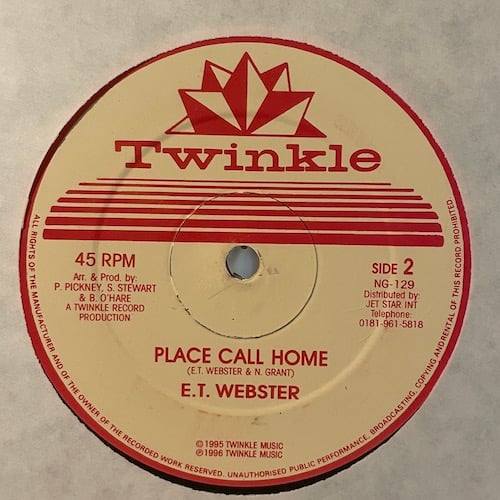 Twinkle
45 RPM
Arr. & Prod. by:
P. PICKNEY, S. STEWART
& B. O'HARE
A TWINKLE RECORD
PRODUCTION
SIDE 2
NG-129
Distributed by:
JET STAR INT
Telephone:
0181-961-5818
PLACE CALL HOME
(E.T. WEBSTER & N. GRANT)
E.T. WEBSTER
©1995 TWINKLE MUSIC
℗1996 TWINKLE MUSIC
ALL RIGHTS OF THE MANUFACTURER AND OF THE OWNER OF THE RECORDED WORK RESERVED. UNAUTHORISED PUBLIC PERFORMANCE, BROADCASTING, COPYING ANDRENTAL OF THIS RECORD PROHIBITED.